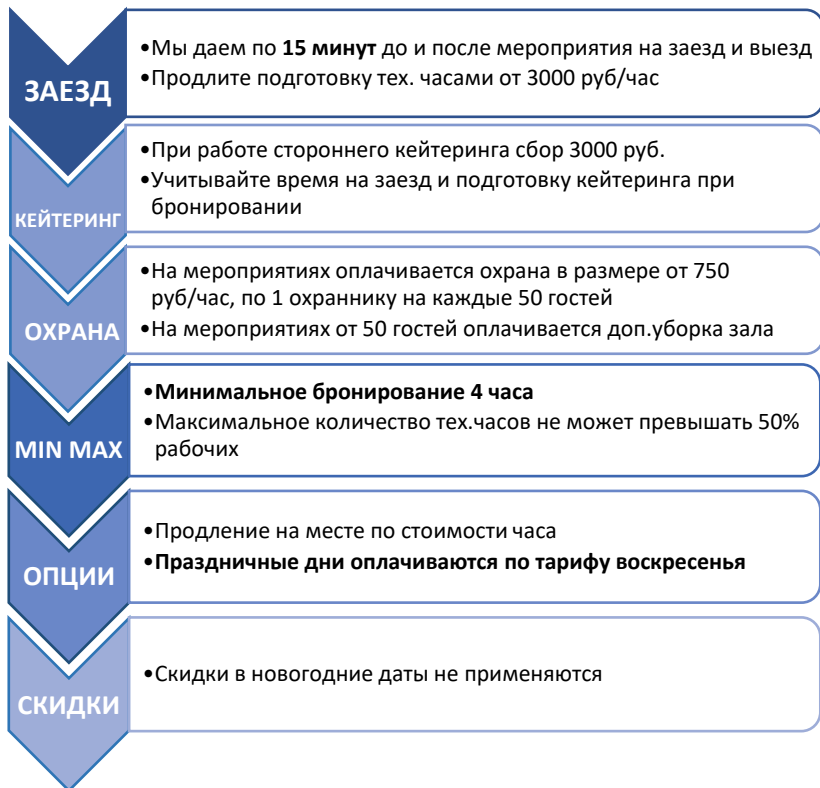 ЗАЕЗД
•Мы даем по 15 минут до и после мероприятия на заезд и выезд
•Продлите подготовку тех. часами от 3000 руб/час
КЕЙТЕРИНГ
•При работе стороннего кейтеринга сбор 3000 руб.
•Учитывайте время на заезд и подготовку кейтеринга при
бронировании
ОХРАНА
•На мероприятиях оплачивается охрана в размере от 750
руб/час, по 1 охраннику на каждые 50 гостей
•На мероприятиях от 50 гостей оплачивается доп.уборка зала
MIN MAX
•Минимальное бронирование 4 часа
•Максимальное количество тех.часов не может превышать 50%
рабочих
ОПЦИИ
•Продление на месте по стоимости часа
•Праздничные дни оплачиваются по тарифу воскресенья
СКИДКИ
•Скидки в новогодние даты не применяются